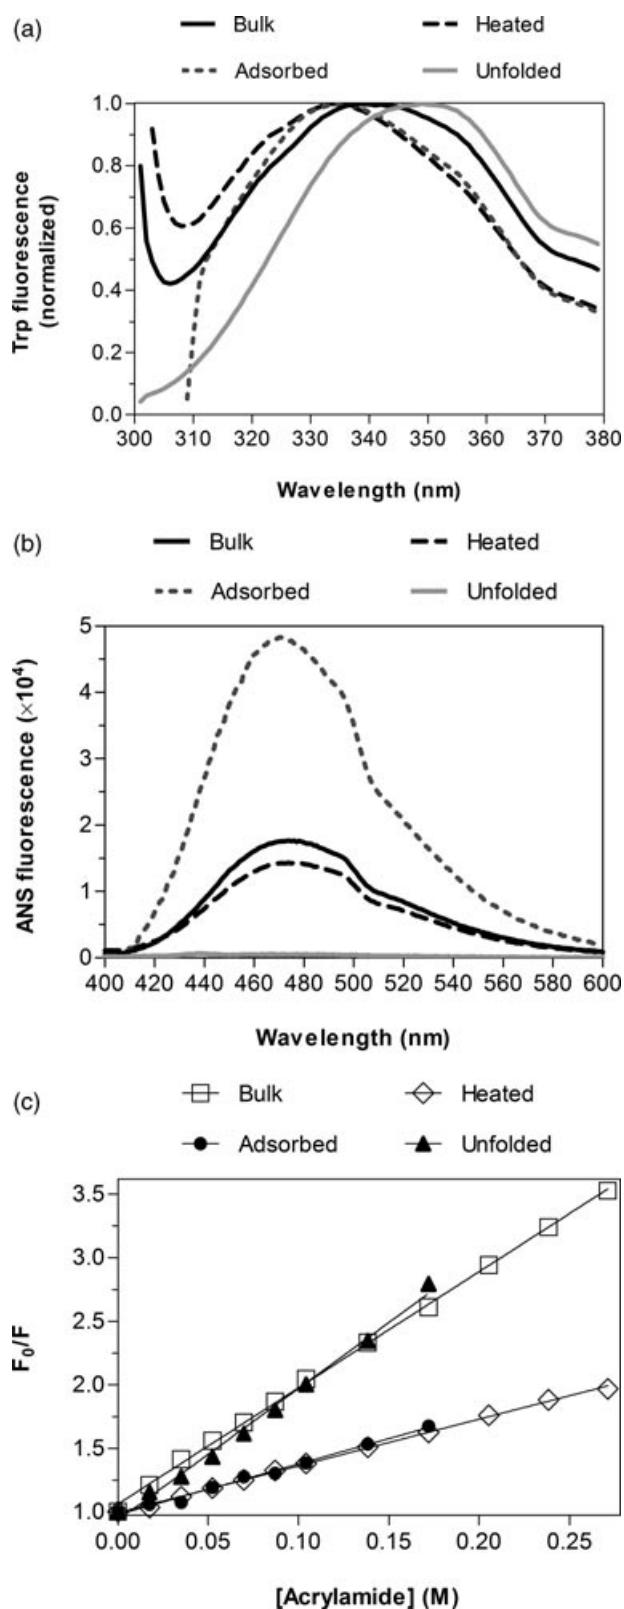 (a)
Bulk Heated
Adsorbed Unfolded
1.0
0.8
0.6
0.4
0.2
0.0
Trp fluorescence
(normalized)
300 310 320 330 340 350 360 370 380
Wavelength (nm)
(b)
Bulk Heated
Adsorbed Unfolded
5
4
3
2
1
0
ANS fluorescence (×10⁴)
400 420 440 460 480 500 520 540 560 580 600
Wavelength (nm)
(c)
Bulk Heated
Adsorbed Unfolded
3.5
3.0
2.5
2.0
1.5
1.0
F₀/F
0.00 0.05 0.10 0.15 0.20 0.25
[Acrylamide] (M)